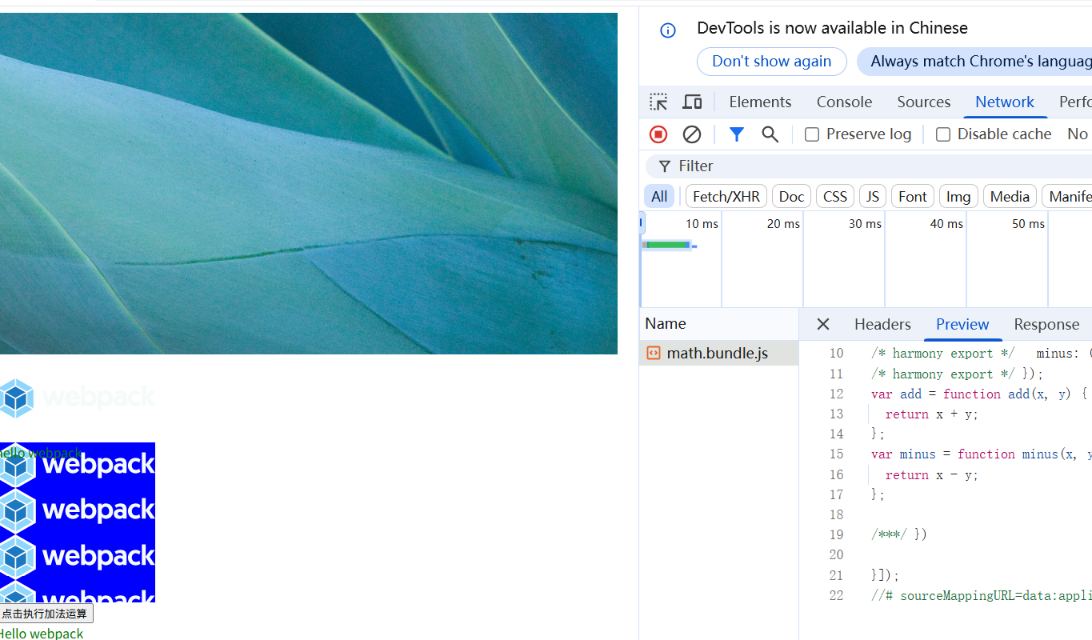 webpack
hello webpack
webpack
webpack
webpack
webpack
点击执行加法运算
Hello webpack
DevTools is now available in Chinese
Don't show again
Always match Chrome's languag
Elements
Console
Sources
Network
Perfo
Preserve log
Disable cache
No
Filter
All
Fetch/XHR
Doc
CSS
JS
Font
Img
Media
Manife
10 ms
20 ms
30 ms
40 ms
50 ms
Name
math.bundle.js
Headers
Preview
Response
10 /* harmony export */   minus: (
11 /* harmony export */ });
12 var add = function add(x, y) {
13   return x + y;
14 };
15 var minus = function minus(x, y
16   return x - y;
17 };
18
19 /***/ })
20
21 }]);
22 //# sourceMappingURL=data:appli